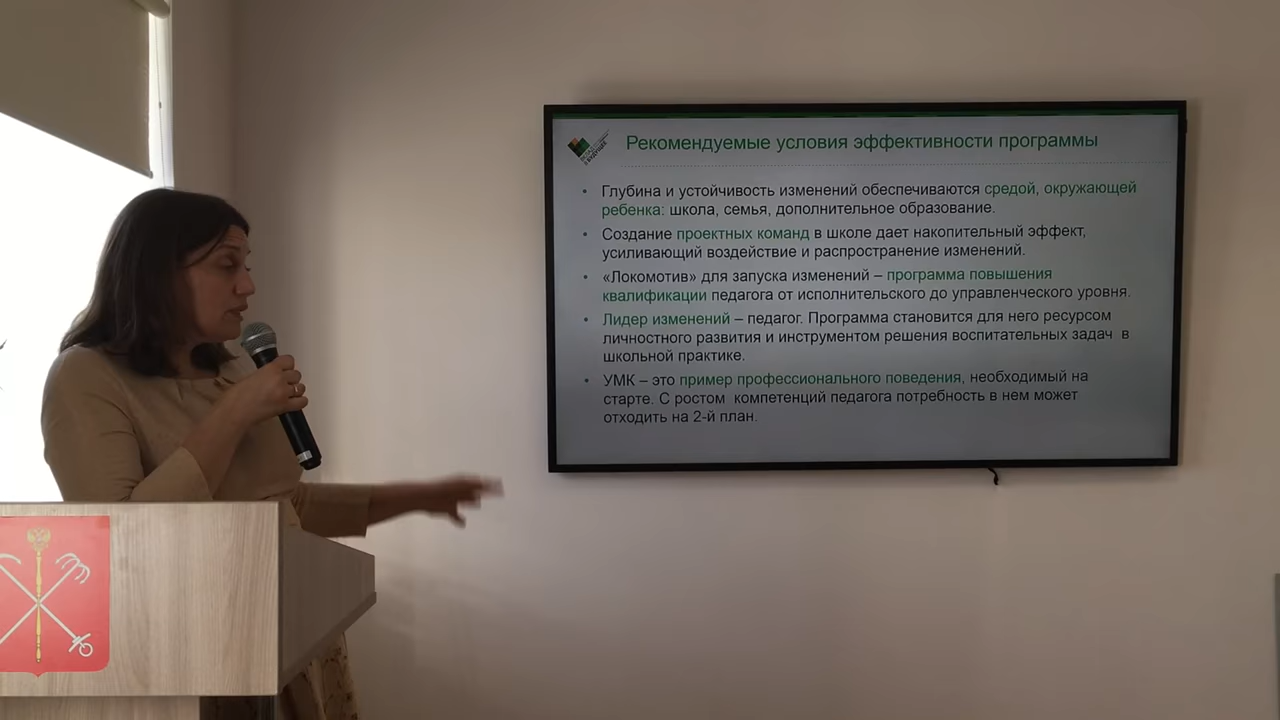 Рекомендуемые условия эффективности программы
• Глубина и устойчивость изменений обеспечиваются средой, окружающей
ребенка: школа, семья, дополнительное образование.
• Создание проектных команд в школе дает накопительный эффект,
усиливающий воздействие и распространение изменений.
• «Локомотив» для запуска изменений – программа повышения
квалификации педагога от исполнительского до управленческого уровня.
• Лидер изменений – педагог. Программа становится для него ресурсом
личностного развития и инструментом решения воспитательных задач в
школьной практике.
• УМК – это пример профессионального поведения, необходимый на
старте. С ростом компетенций педагога потребность в нем может
отходить на 2-й план.